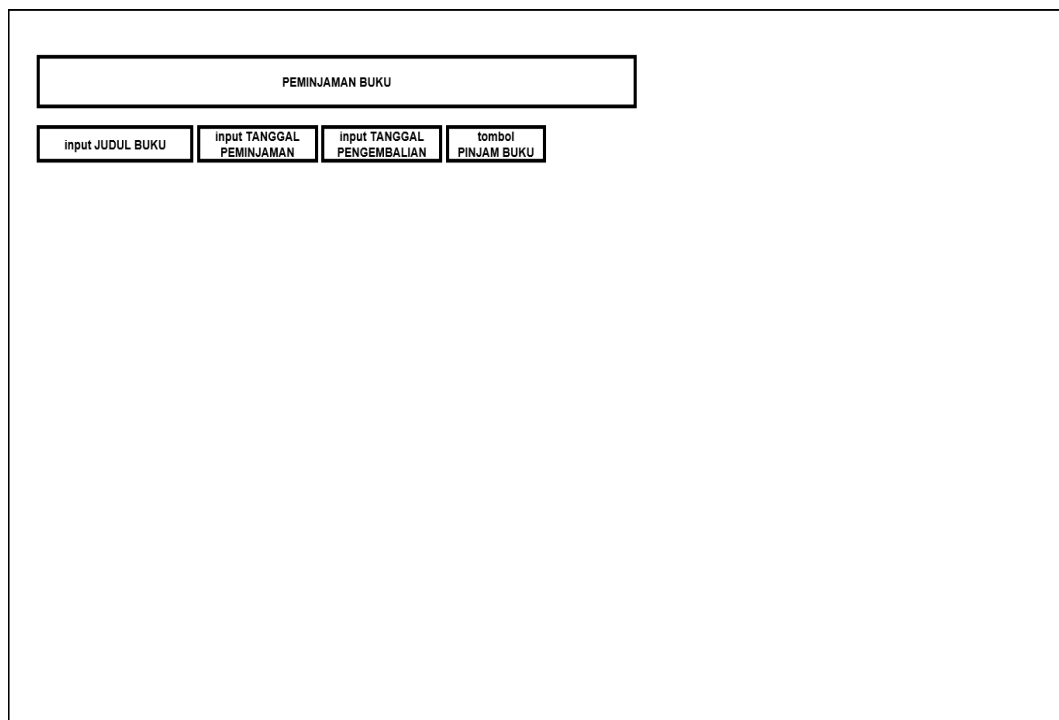 PEMINJAMAN BUKU
input JUDUL BUKU
input TANGGAL
PEMINJAMAN
input TANGGAL
PENGEMBALIAN
tombol
PINJAM BUKU